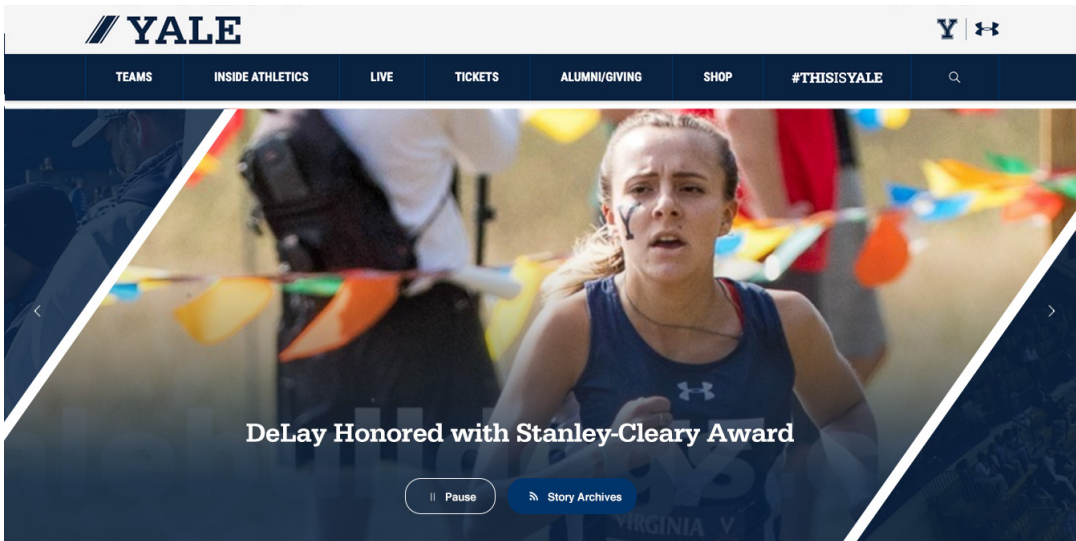 YALE
Y
TEAMS INSIDE ATHLETICS LIVE TICKETS ALUMNI/GIVING SHOP #THISISYALE
Y
DeLay Honored with Stanley-Cleary Award
Pause Story Archives
VIRGINIA V